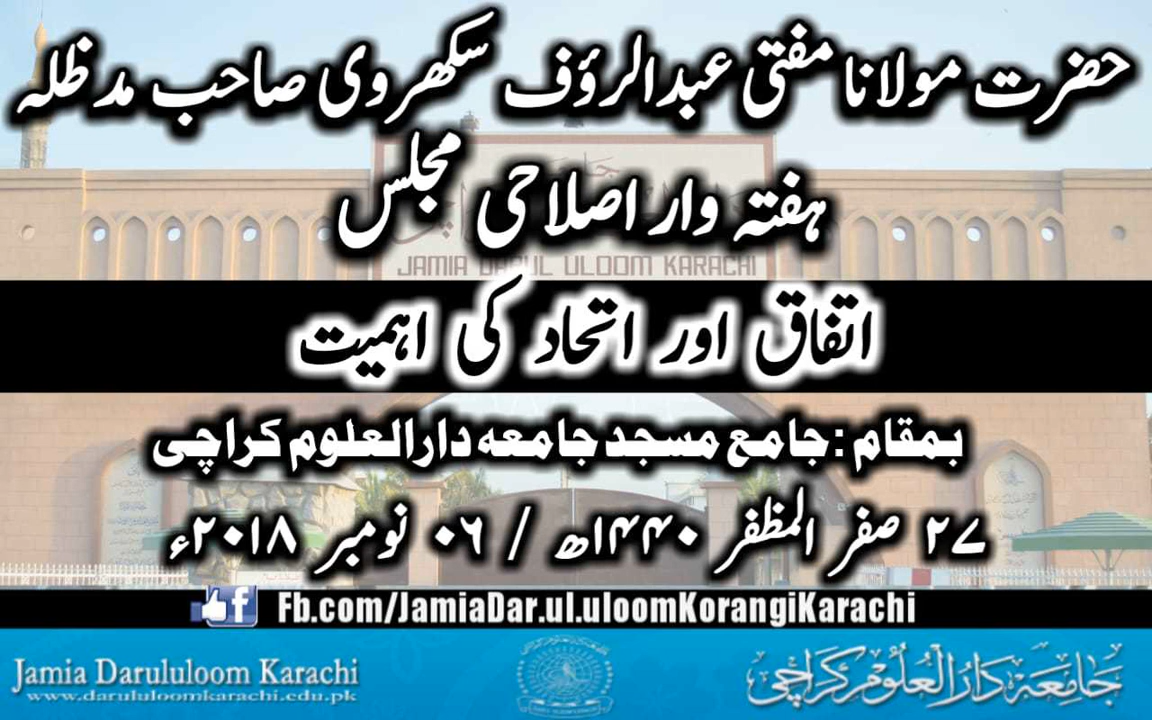 حضرت مولانا مفتی عبدالرؤف سکھروی صاحب مدظلہ
ہفتہ وار اصلاحی مجلس
JAMIA DARUL ULOOM KARACHI
اتفاق اور اتحاد کی اہمیت
بمقام : جامع مسجد جامعہ دارالعلوم کراچی
۲۷ صفر المظفر ۱۴۴۰ھ / ۰۶ نومبر ۲۰۱۸ء
Fb.com/JamiaDar.ul.uloomKorangiKarachi
Jamia Darululoom Karachi
جامعہ دارالعلوم کراچی
www.darululoomkarachi.edu.pk